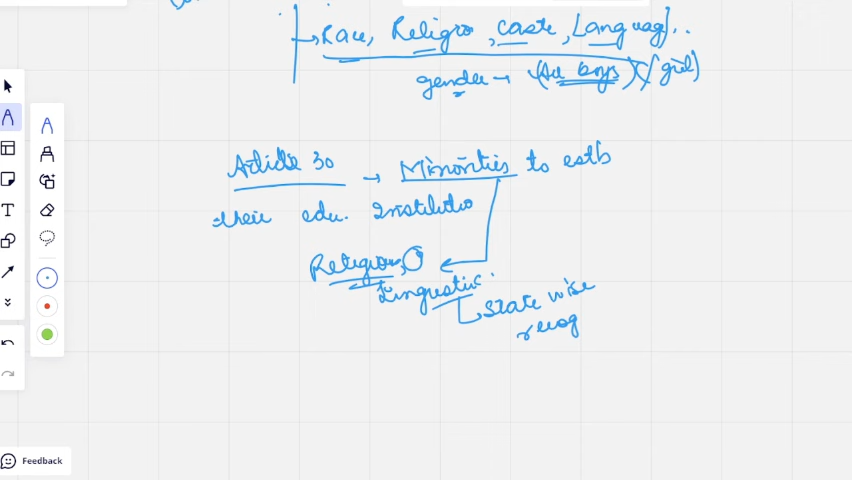 Race, Religion, caste, Language..
gender → (All boys) (girl)
Article 30 → Minorities to estb
their edu. Institutio
Religious,
Linguistic.
State wise
recog
Feedback